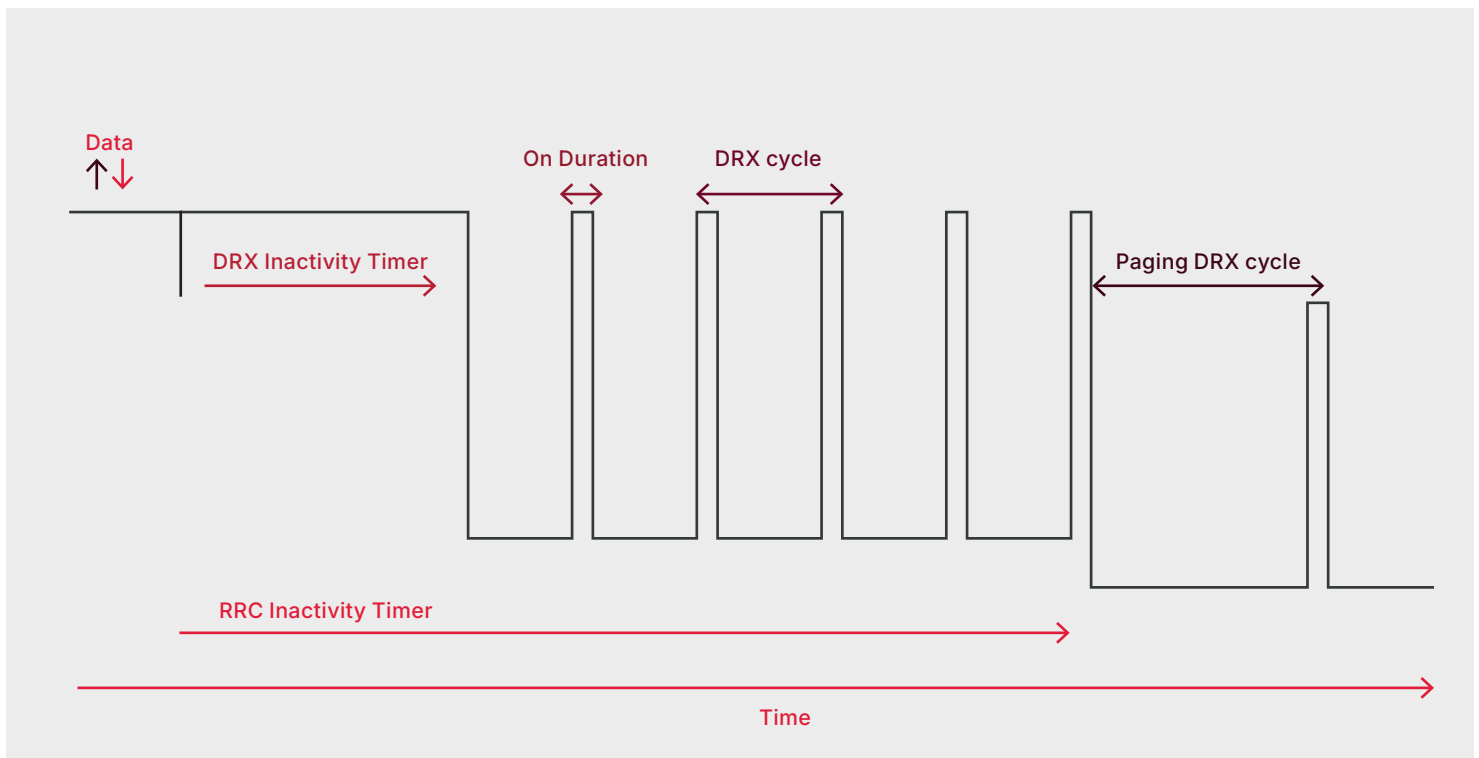 Data
On Duration
DRX cycle
DRX Inactivity Timer
Paging DRX cycle
RRC Inactivity Timer
Time